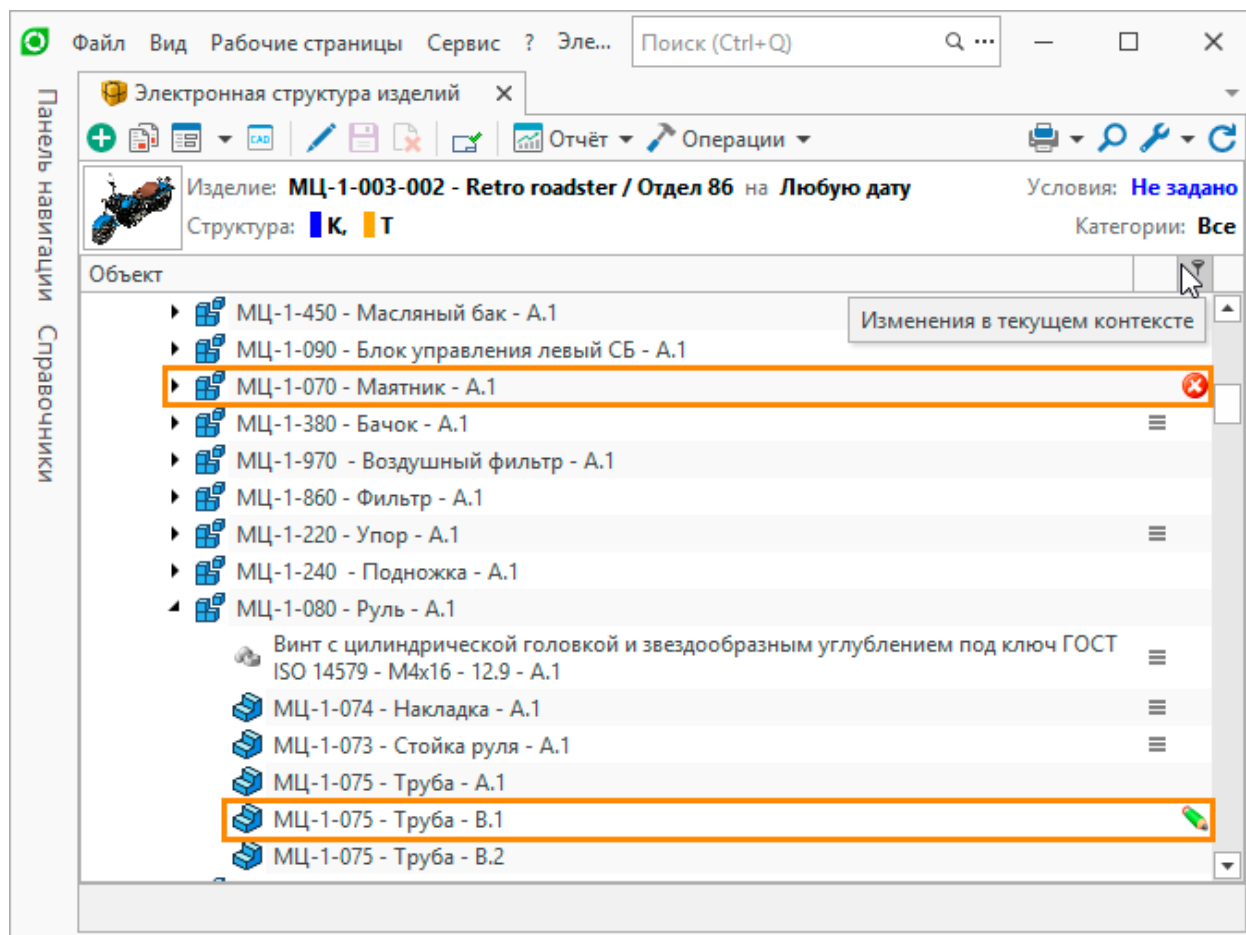 Файл Вид Рабочие страницы Сервис ? Эле... Поиск (Ctrl+Q) ...
Панель навигации
Справочники
Электронная структура изделий
CAD Отчёт Операции
Изделие: МЦ-1-003-002 - Retro roadster / Отдел 86 на Любую дату Условия: Не задано
Структура: К, Т Категории: Все
Объект
Изменения в текущем контексте
МЦ-1-450 - Масляный бак - A.1
МЦ-1-090 - Блок управления левый СБ - A.1
МЦ-1-070 - Маятник - A.1
МЦ-1-380 - Бачок - A.1
МЦ-1-970 - Воздушный фильтр - A.1
МЦ-1-860 - Фильтр - A.1
МЦ-1-220 - Упор - A.1
МЦ-1-240 - Подножка - A.1
МЦ-1-080 - Руль - A.1
Винт с цилиндрической головкой и звездообразным углублением под ключ ГОСТ
ISO 14579 - M4x16 - 12.9 - A.1
МЦ-1-074 - Накладка - A.1
МЦ-1-073 - Стойка руля - A.1
МЦ-1-075 - Труба - A.1
МЦ-1-075 - Труба - B.1
МЦ-1-075 - Труба - B.2